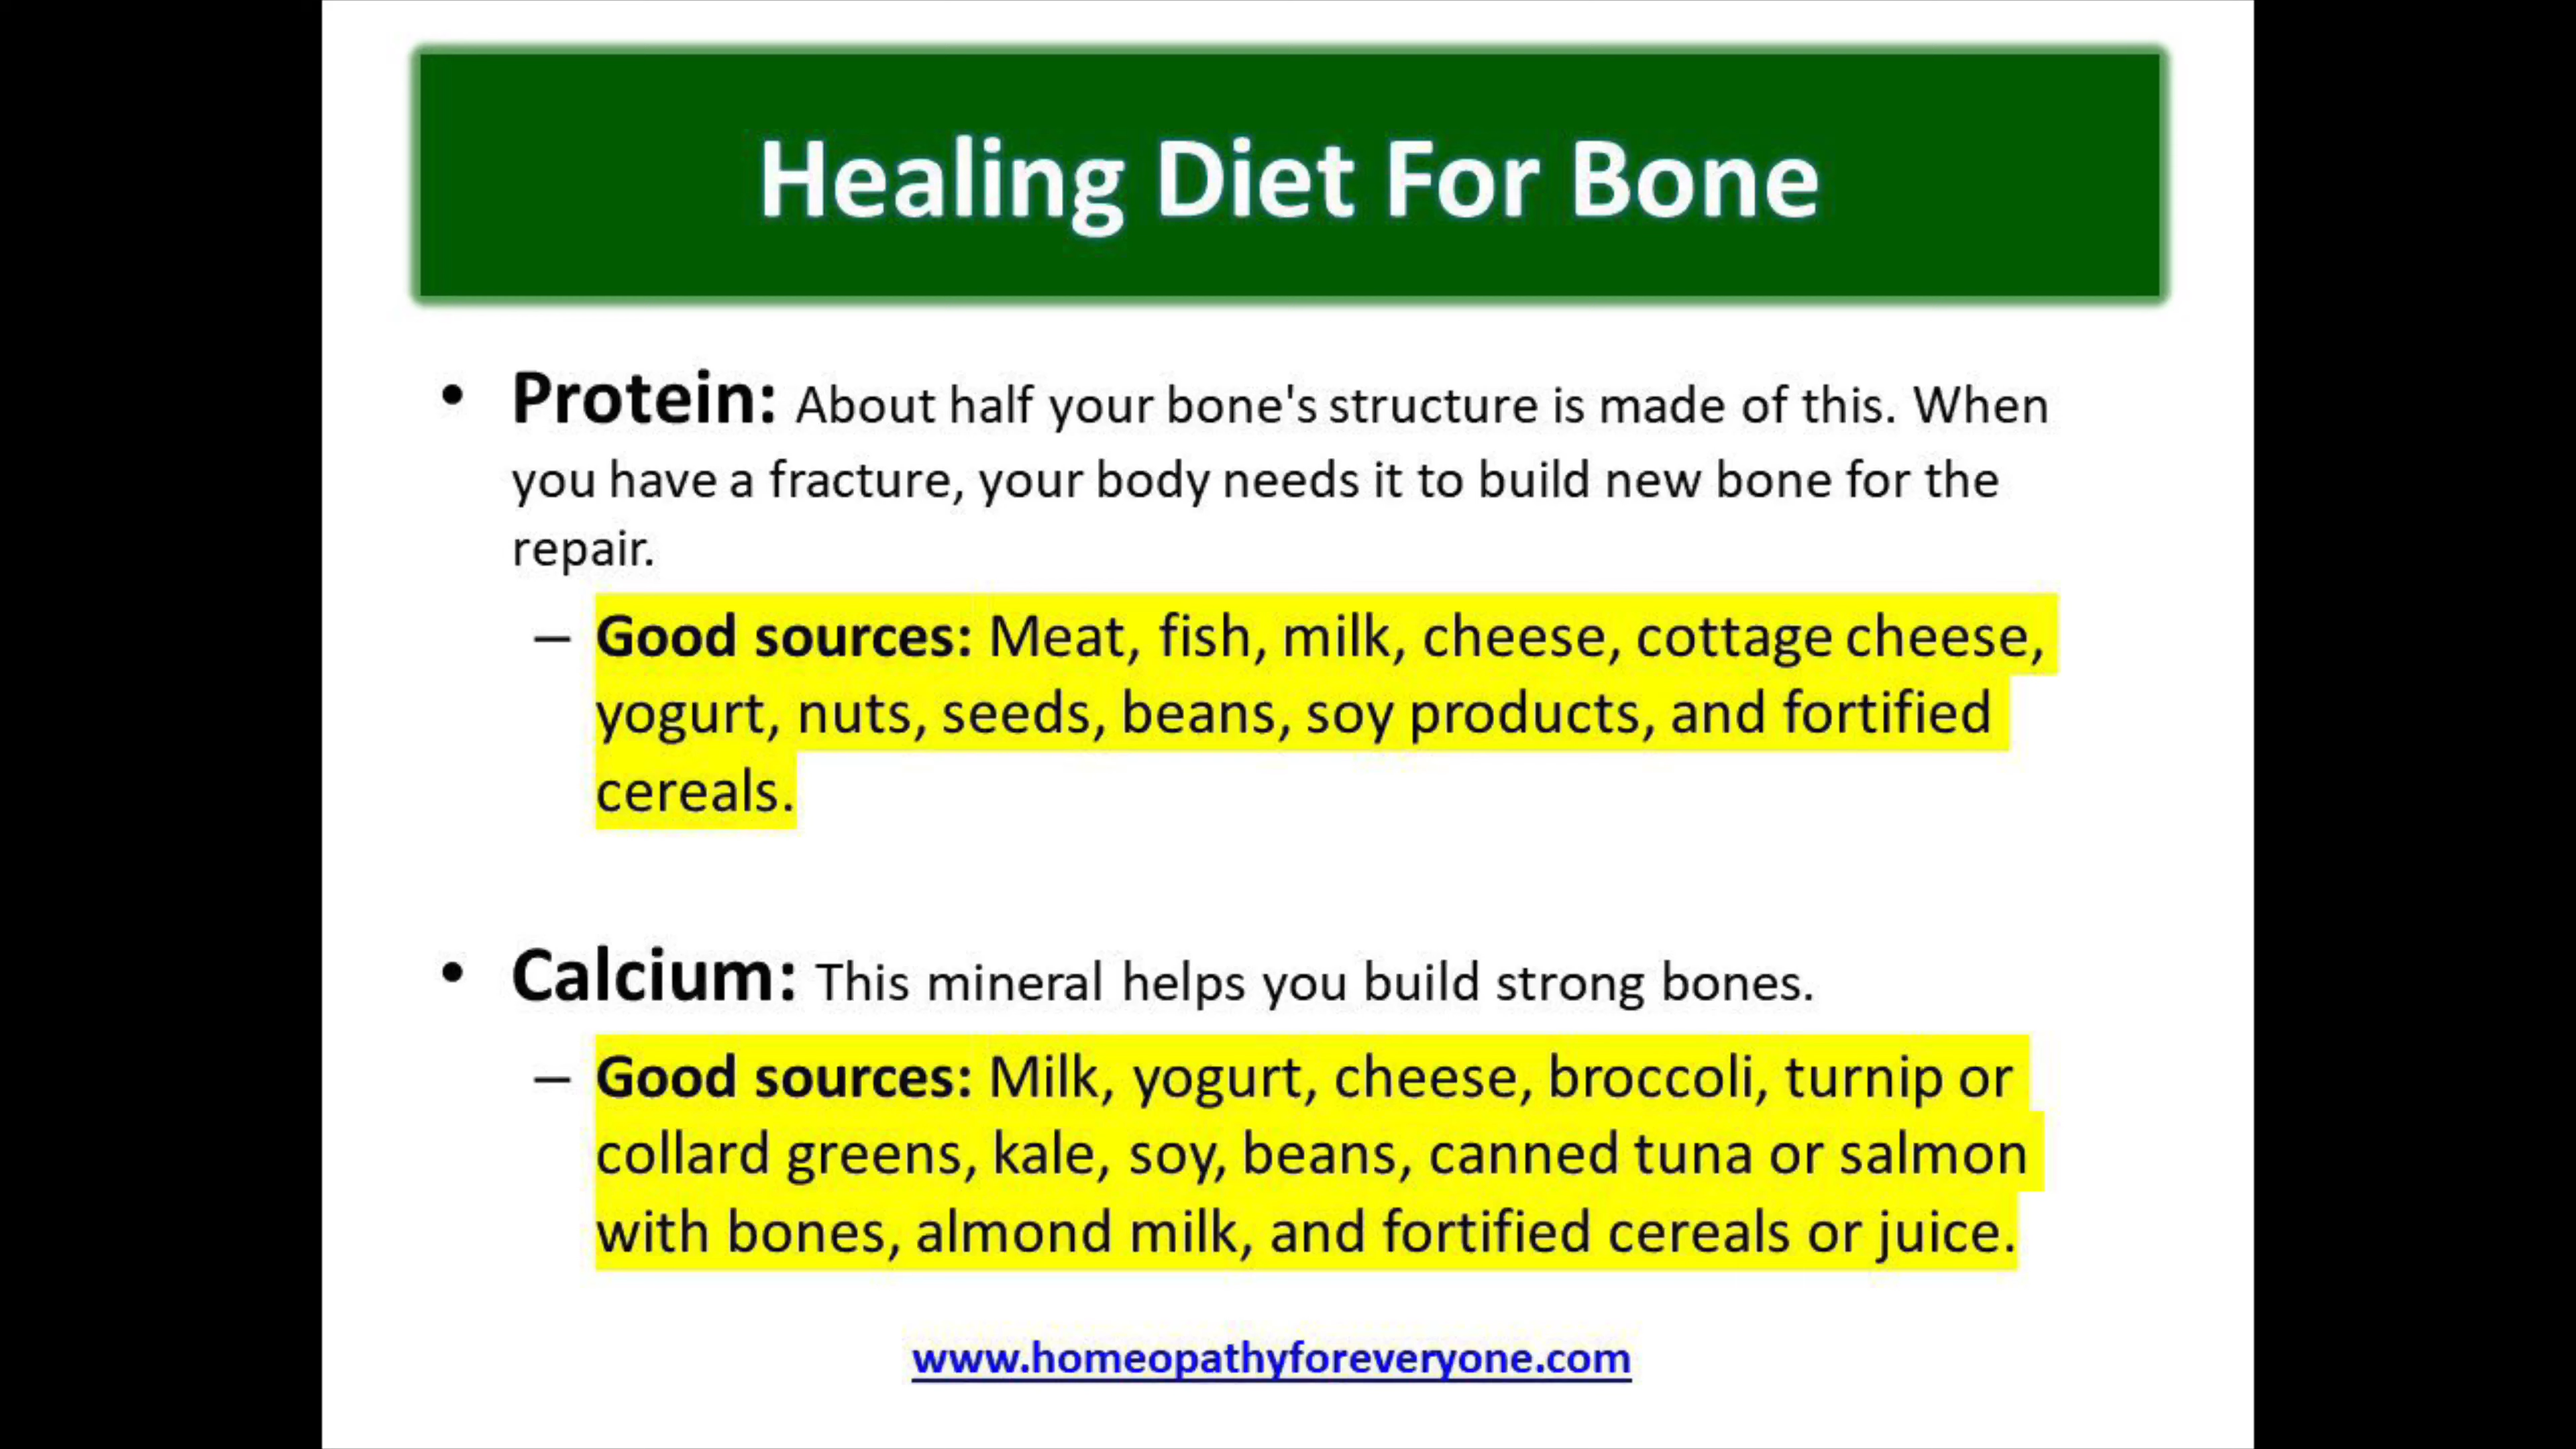 Healing Diet For Bone
• Protein: About half your bone's structure is made of this. When
you have a fracture, your body needs it to build new bone for the
repair.
– Good sources: Meat, fish, milk, cheese, cottage cheese,
yogurt, nuts, seeds, beans, soy products, and fortified
cereals.
• Calcium: This mineral helps you build strong bones.
– Good sources: Milk, yogurt, cheese, broccoli, turnip or
collard greens, kale, soy, beans, canned tuna or salmon
with bones, almond milk, and fortified cereals or juice.
www.homeopathyforeveryone.com